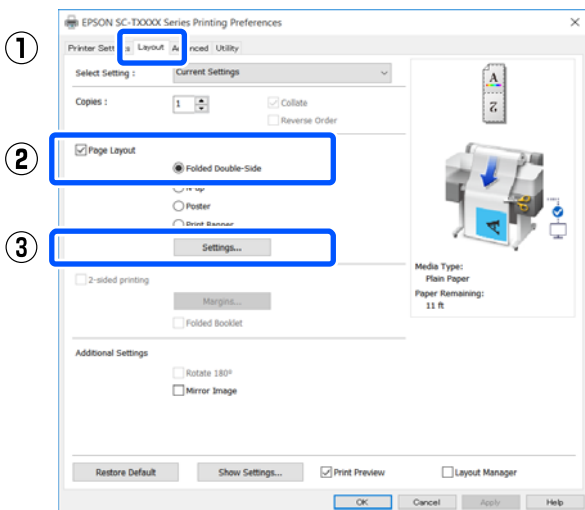 EPSON SC-TXXXX Series Printing Preferences
1
Layout
Utility
Select Setting :
Current Settings
Copies :
1
Collate
Reverse Order
2
Page Layout
Folded Double-Side
Poster
Print Banner
3
Settings...
2-sided printing
Margins...
Folded Booklet
Additional Settings
Rotate 180°
Mirror Image
A
2
Media Type:
Plain Paper
Paper Remaining:
11 ft
Restore Default
Show Settings...
Print Preview
Layout Manager
OK
Cancel
Apply
Help